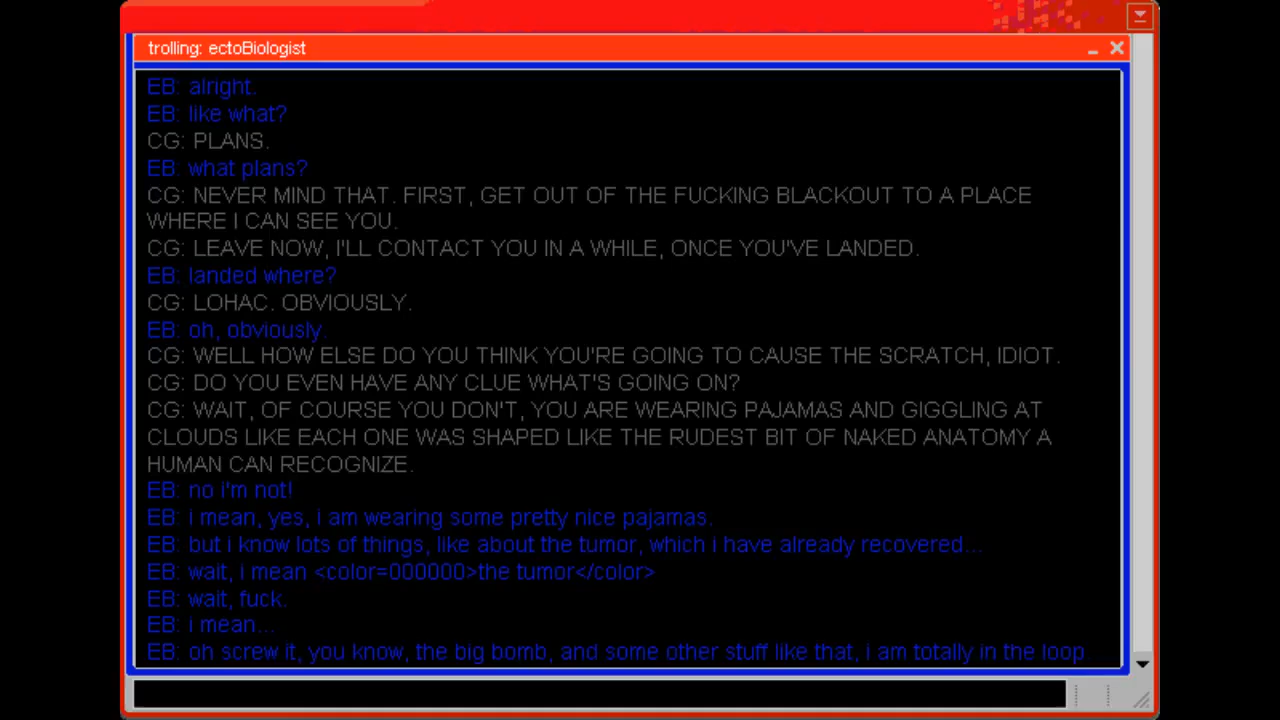 trolling: ectoBiologist
EB: alright.
EB: like what?
CG: PLANS.
EB: what plans?
CG: NEVER MIND THAT. FIRST, GET OUT OF THE FUCKING BLACKOUT TO A PLACE
WHERE I CAN SEE YOU.
CG: LEAVE NOW, I'LL CONTACT YOU IN A WHILE, ONCE YOU'VE LANDED.
EB: landed where?
CG: LOHAC. OBVIOUSLY.
EB: oh, obviously.
CG: WELL HOW ELSE DO YOU THINK YOU'RE GOING TO CAUSE THE SCRATCH, IDIOT.
CG: DO YOU EVEN HAVE ANY CLUE WHAT'S GOING ON?
CG: WAIT, OF COURSE YOU DON'T, YOU ARE WEARING PAJAMAS AND GIGGLING AT
CLOUDS LIKE EACH ONE WAS SHAPED LIKE THE RUDEST BIT OF NAKED ANATOMY A
HUMAN CAN RECOGNIZE.
EB: no i'm not!
EB: i mean, yes, i am wearing some pretty nice pajamas.
EB: but i know lots of things, like about the tumor, which i have already recovered...
EB: wait, i mean <color=000000>the tumor</color>
EB: wait, fuck.
EB: i mean...
EB: oh screw it, you know, the big bomb, and some other stuff like that, i am totally in the loop